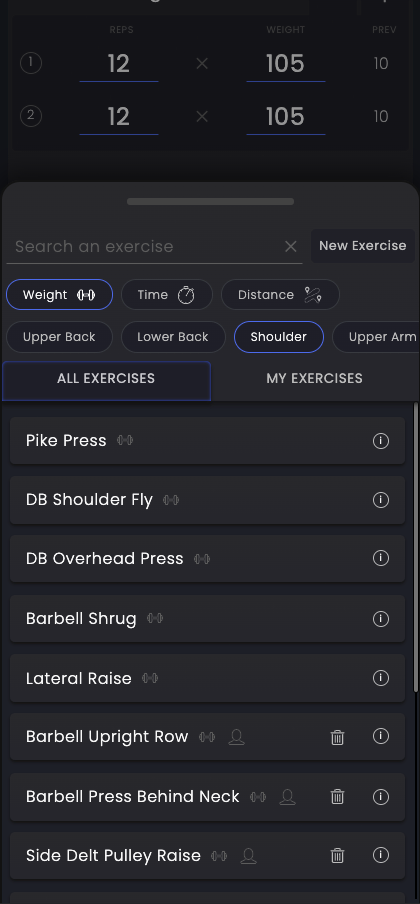 REPS WEIGHT PREV
1 12 × 105 10
2 12 × 105 10
Search an exercise × New Exercise
Weight Time Distance
Upper Back Lower Back Shoulder Upper Arm
ALL EXERCISES MY EXERCISES
Pike Press
DB Shoulder Fly
DB Overhead Press
Barbell Shrug
Lateral Raise
Barbell Upright Row
Barbell Press Behind Neck
Side Delt Pulley Raise